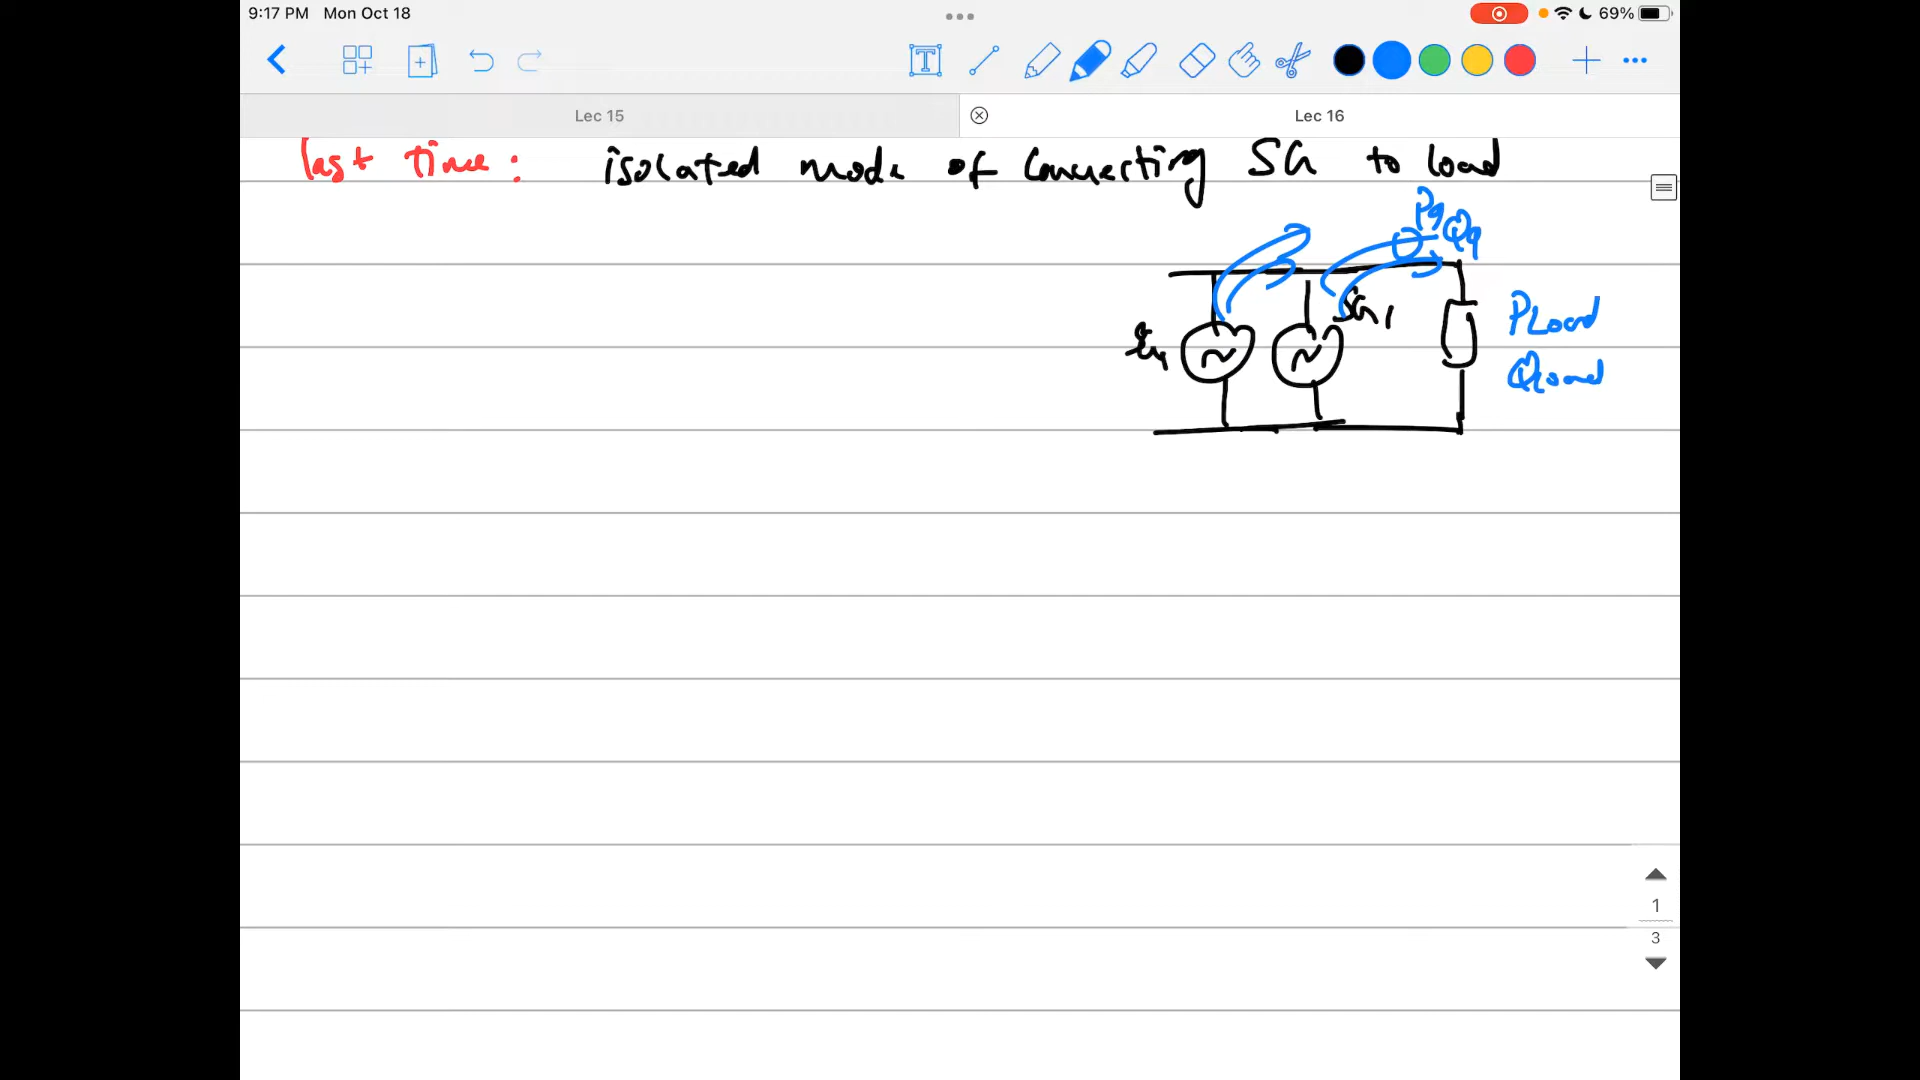 9:17 PM Mon Oct 18
69%
T
Lec 15
Lec 16
last time: isolated mode of connecting SG to load
Pg Qg
SG1
PLoad
QLoad
1
3